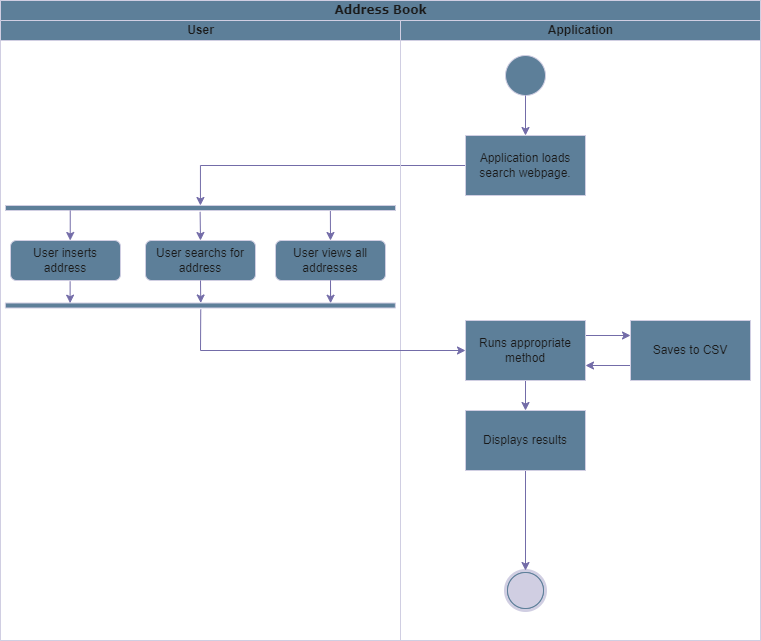 Address Book
User
Application
Application loads
search webpage.
User inserts
address
User searchs for
address
User views all
addresses
Runs appropriate
method
Saves to CSV
Displays results